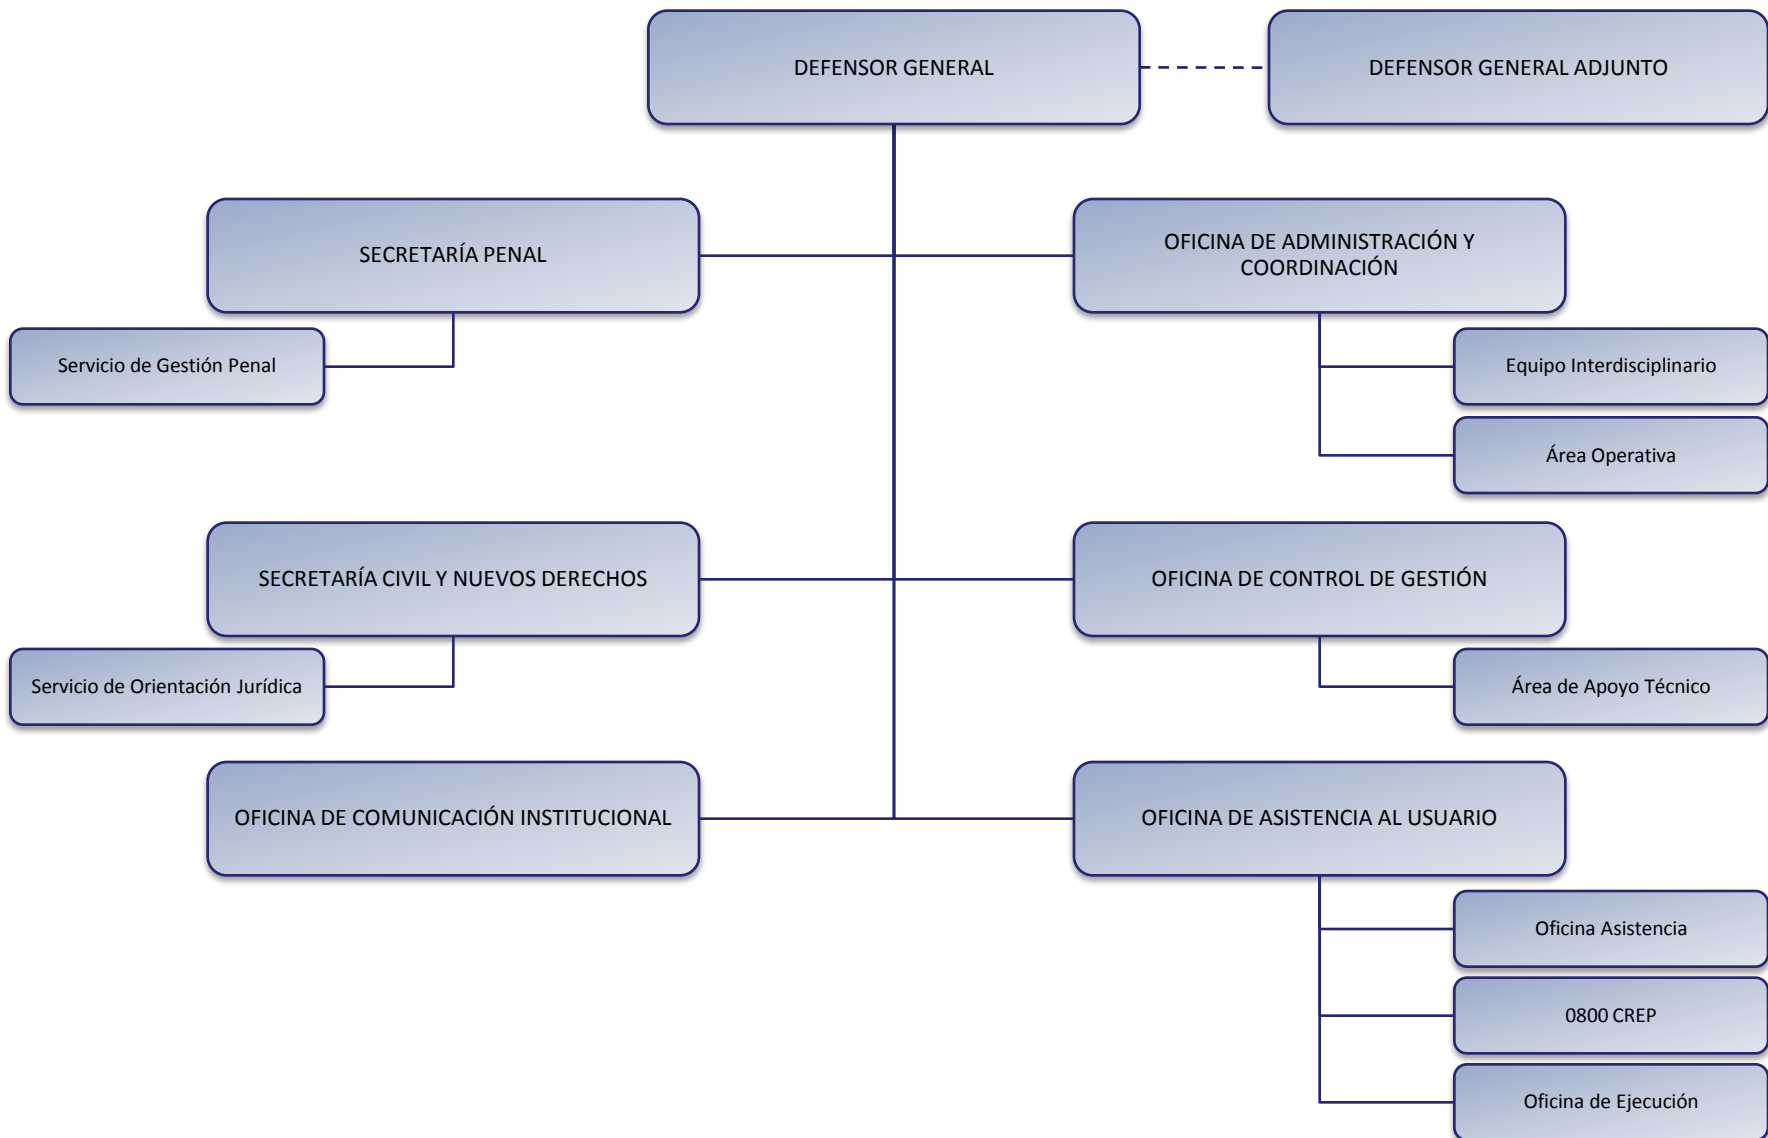 DEFENSOR GENERAL
DEFENSOR GENERAL ADJUNTO
SECRETARÍA PENAL
OFICINA DE ADMINISTRACIÓN Y
COORDINACIÓN
Servicio de Gestión Penal
Equipo Interdisciplinario
Área Operativa
SECRETARÍA CIVIL Y NUEVOS DERECHOS
OFICINA DE CONTROL DE GESTIÓN
Servicio de Orientación Jurídica
Área de Apoyo Técnico
OFICINA DE COMUNICACIÓN INSTITUCIONAL
OFICINA DE ASISTENCIA AL USUARIO
Oficina Asistencia
0800 CREP
Oficina de Ejecución